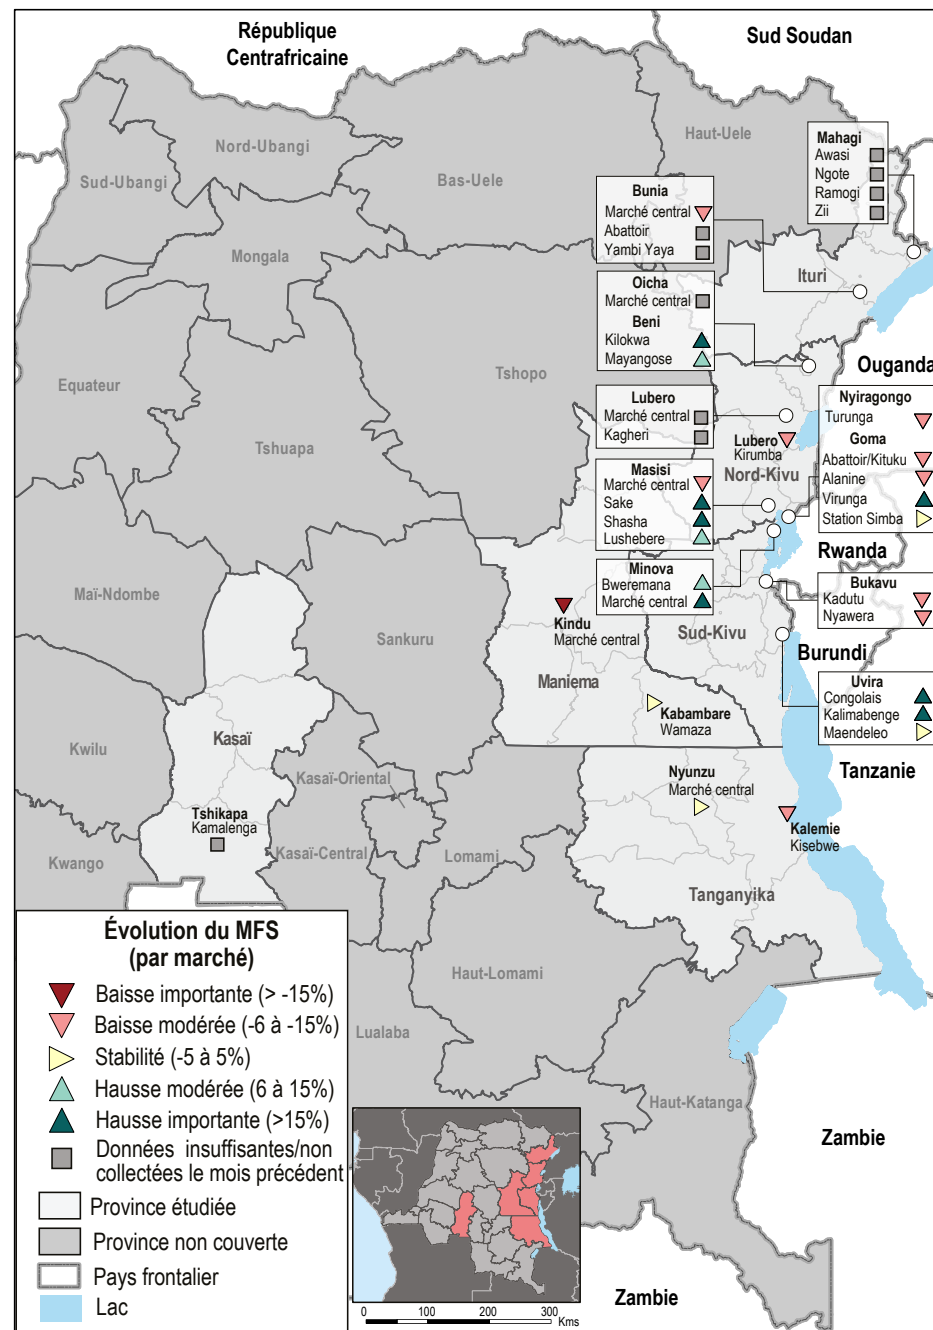 République
Centrafricaine
Sud Soudan
Haut-Uele
Nord-Ubangi
Sud-Ubangi
Bas-Uele
Mongala
Mahagi
Awasi
Ngote
Ramogi
Zii
Bunia
Marché central
Abattoir
Yambi Yaya
Ituri
Oicha
Marché central
Beni
Kilokwa
Mayangose
Ouganda
Equateur
Tshopo
Tshuapa
Lubero
Marché central
Kagheri
Lubero
Kirumba
Nord-Kivu
Nyiragongo
Turunga
Goma
Abattoir/Kituku
Alanine
Virunga
Station Simba
Masisi
Marché central
Sake
Shasha
Lushebere
Rwanda
Minova
Bweremana
Marché central
Bukavu
Kadutu
Nyawera
Maï-Ndombe
Sankuru
Kindu
Marché central
Sud-Kivu
Burundi
Maniema
Uvira
Congolais
Kalimabenge
Maendeleo
Kabambare
Wamaza
Kwilu
Kasaï
Kasaï-Oriental
Tanzanie
Nyunzu
Marché central
Tshikapa
Kamalenga
Kalemie
Kisebwe
Kwango
Kasaï-Central
Lomami
Tanganyika
Haut-Lomami
Lualaba
Haut-Katanga
Zambie
Zambie
Évolution du MFS
(par marché)
Baisse importante (> -15%)
Baisse modérée (-6 à -15%)
Stabilité (-5 à 5%)
Hausse modérée (6 à 15%)
Hausse importante (>15%)
Données insuffisantes/non
collectées le mois précédent
Province étudiée
Province non couverte
Pays frontalier
Lac
0 100 200 300
Kms